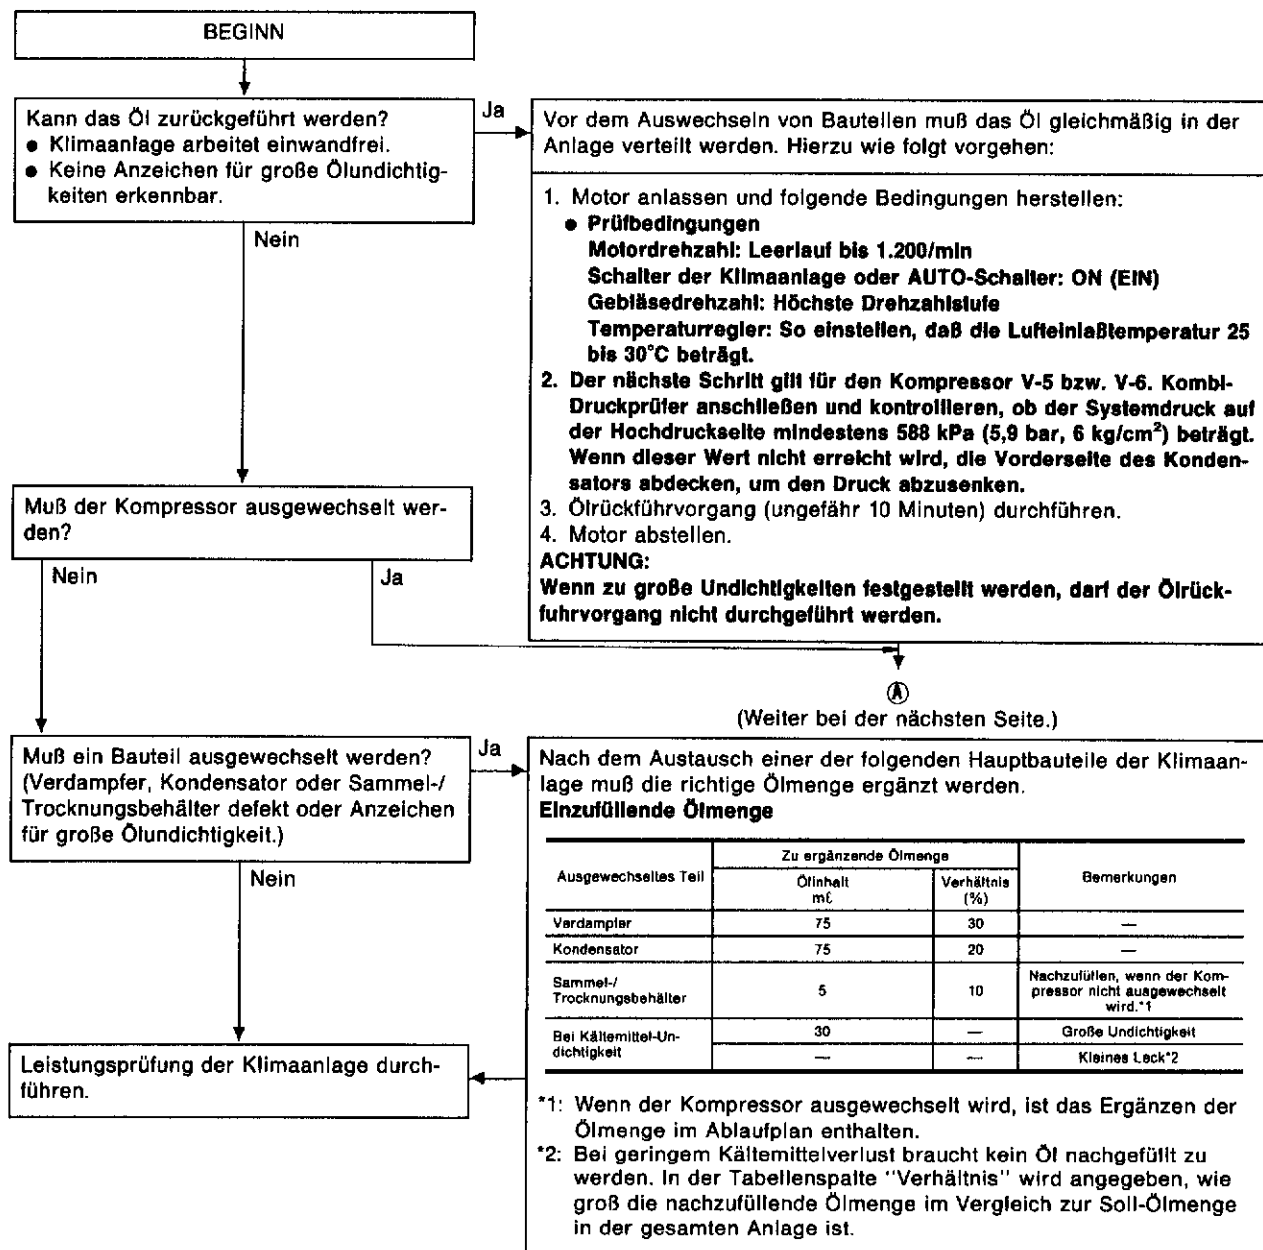 BEGINN
Kann das Öl zurückgeführt werden?
● Klimaanlage arbeitet einwandfrei.
● Keine Anzeichen für große Ölundichtig-
keiten erkennbar.
Ja
Nein
Vor dem Auswechseln von Bauteilen muß das Öl gleichmäßig in der
Anlage verteilt werden. Hierzu wie folgt vorgehen:
1. Motor anlassen und folgende Bedingungen herstellen:
● Prüfbedingungen
Motordrehzahl: Leerlauf bis 1.200/min
Schalter der Klimaanlage oder AUTO-Schalter: ON (EIN)
Gebläsedrehzahl: Höchste Drehzahlstufe
Temperaturregler: So einstellen, daß die Lufteinlaßtemperatur 25
bis 30°C beträgt.
2. Der nächste Schritt gilt für den Kompressor V-5 bzw. V-6. Kombi-
Druckprüfer anschließen und kontrollieren, ob der Systemdruck auf
der Hochdruckseite mindestens 588 kPa (5,9 bar, 6 kg/cm²) beträgt.
Wenn dieser Wert nicht erreicht wird, die Vorderseite des Konden-
sators abdecken, um den Druck abzusenken.
3. Ölrückführvorgang (ungefähr 10 Minuten) durchführen.
4. Motor abstellen.
ACHTUNG:
Wenn zu große Undichtigkeiten festgestellt werden, darf der Ölrück-
fuhrvorgang nicht durchgeführt werden.
Muß der Kompressor ausgewechselt wer-
den?
Nein
Ja
Ⓐ
(Weiter bei der nächsten Seite.)
Muß ein Bauteil ausgewechselt werden?
(Verdampfer, Kondensator oder Sammel-/
Trocknungsbehälter defekt oder Anzeichen
für große Ölundichtigkeit.)
Ja
Nein
Nach dem Austausch einer der folgenden Hauptbauteile der Klimaan-
lage muß die richtige Ölmenge ergänzt werden.
Einzufüllende Ölmenge
Ausgewechseltes Teil
Zu ergänzende Ölmenge
Bemerkungen
Ölinhalt
mℓ
Verhältnis
(%)
Verdampfer 75 30 —
Kondensator 75 20 —
Sammel-/
Trocknungsbehälter
5 10
Nachzufüllen, wenn der Kom-
pressor nicht ausgewechselt
wird.*1
Bei Kältemittel-Un-
dichtigkeit
30 — Große Undichtigkeit
— — Kleines Leck*2
*1: Wenn der Kompressor ausgewechselt wird, ist das Ergänzen der
Ölmenge im Ablaufplan enthalten.
*2: Bei geringem Kältemittelverlust braucht kein Öl nachgefüllt zu
werden. In der Tabellenspalte "Verhältnis" wird angegeben, wie
groß die nachzufüllende Ölmenge im Vergleich zur Soll-Ölmenge
in der gesamten Anlage ist.
Leistungsprüfung der Klimaanlage durch-
führen.